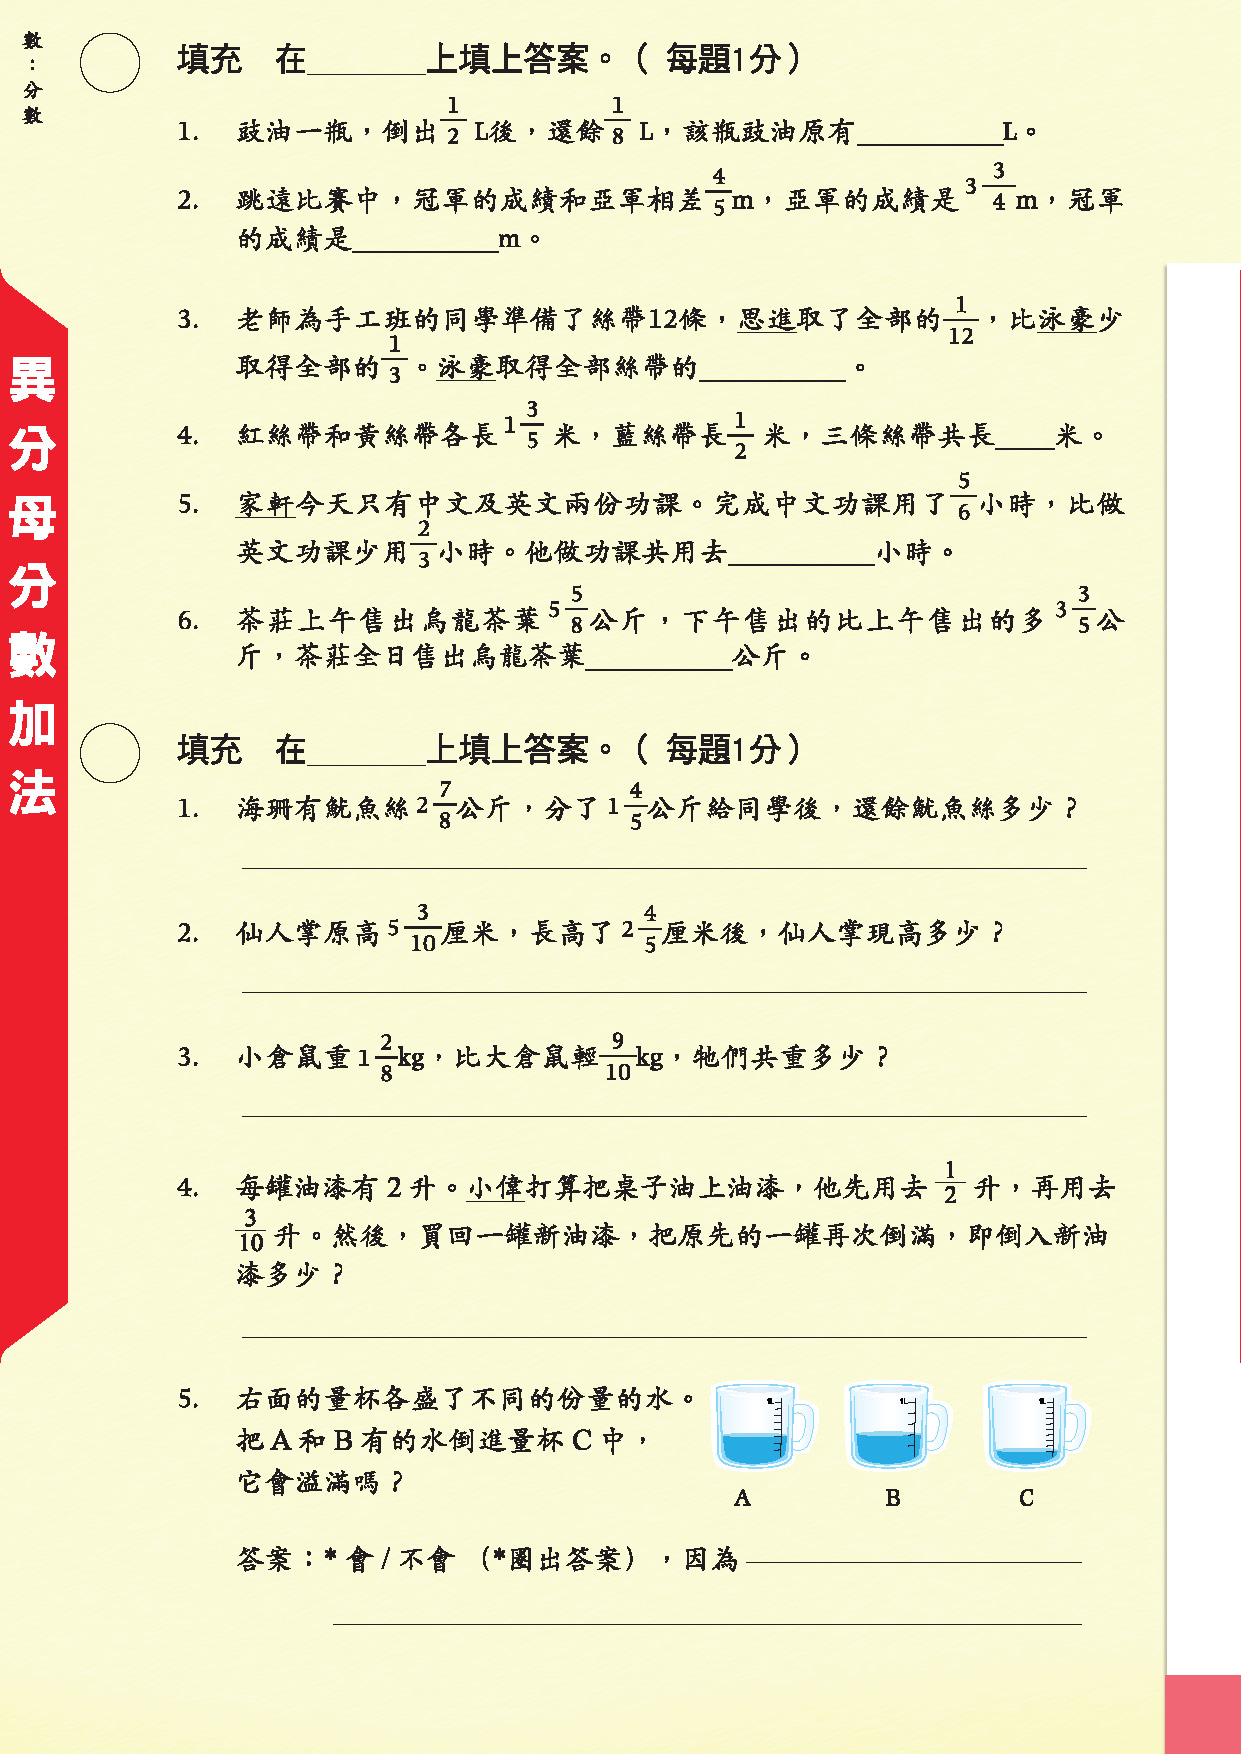 數：分數
異分母分數加法
填充　在________上填上答案。（ 每題1分）
1. 豉油一瓶，倒出 1/2 L後，還餘 1/8 L，該瓶豉油原有__________L。
2. 跳遠比賽中，冠軍的成績和亞軍相差 4/5 m，亞軍的成績是 3 3/4 m，冠軍
的成績是__________m。
3. 老師為手工班的同學準備了絲帶12條，思進取了全部的 1/12 ，比泳豪少
取得全部的 1/3 。泳豪取得全部絲帶的__________。
4. 紅絲帶和黃絲帶各長 1 3/5 米，藍絲帶長 1/2 米，三條絲帶共長____米。
5. 家軒今天只有中文及英文兩份功課。完成中文功課用了 5/6 小時，比做
英文功課少用 2/3 小時。他做功課共用去__________小時。
6. 茶莊上午售出烏龍茶葉 5 5/8 公斤，下午售出的比上午售出的多 3 3/5 公
斤，茶莊全日售出烏龍茶葉__________公斤。
填充　在________上填上答案。（ 每題1分）
1. 海珊有魷魚絲 2 7/8 公斤，分了 1 4/5 公斤給同學後，還餘魷魚絲多少？
2. 仙人掌原高 5 3/10 厘米，長高了 2 4/5 厘米後，仙人掌現高多少？
3. 小倉鼠重 1 2/8 kg，比大倉鼠輕 9/10 kg，牠們共重多少？
4. 每罐油漆有 2 升。小偉打算把桌子油上油漆，他先用去 1/2 升，再用去
3/10 升。然後，買回一罐新油漆，把原先的一罐再次倒滿，即倒入新油
漆多少？
5. 右面的量杯各盛了不同的份量的水。
把 A 和 B 有的水倒進量杯 C 中，
它會溢滿嗎？
A B C
答案：* 會 / 不會 （*圈出答案），因為